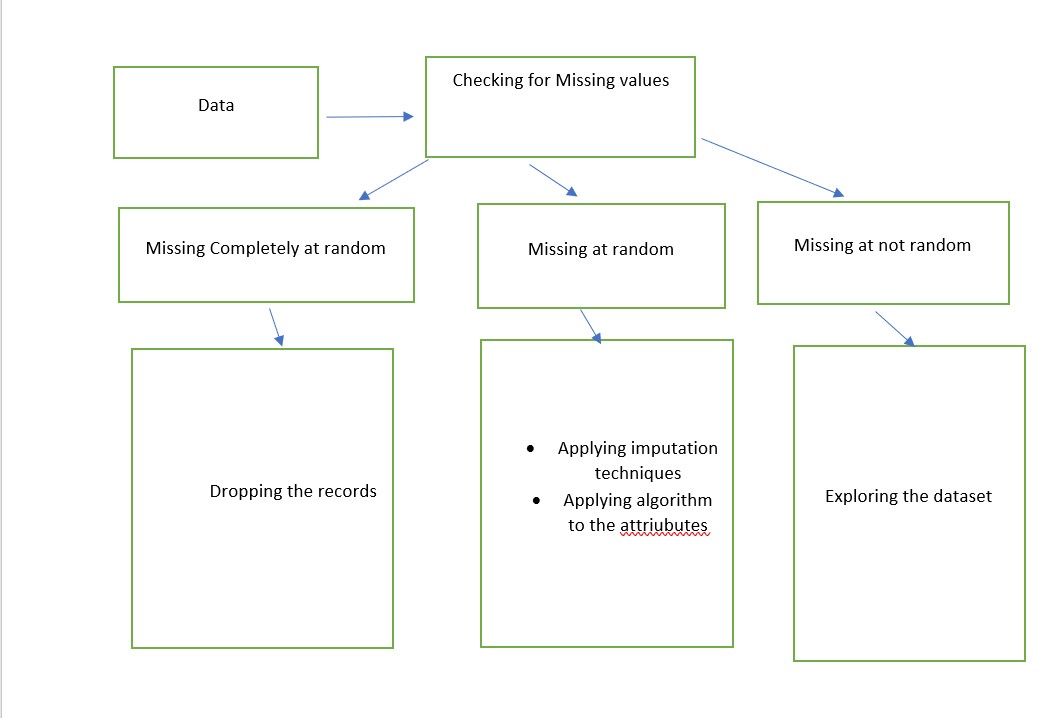 Data
Checking for Missing values
Missing Completely at random
Missing at random
Missing at not random
Dropping the records
• Applying imputation
techniques
• Applying algorithm
to the attriubutes
Exploring the dataset